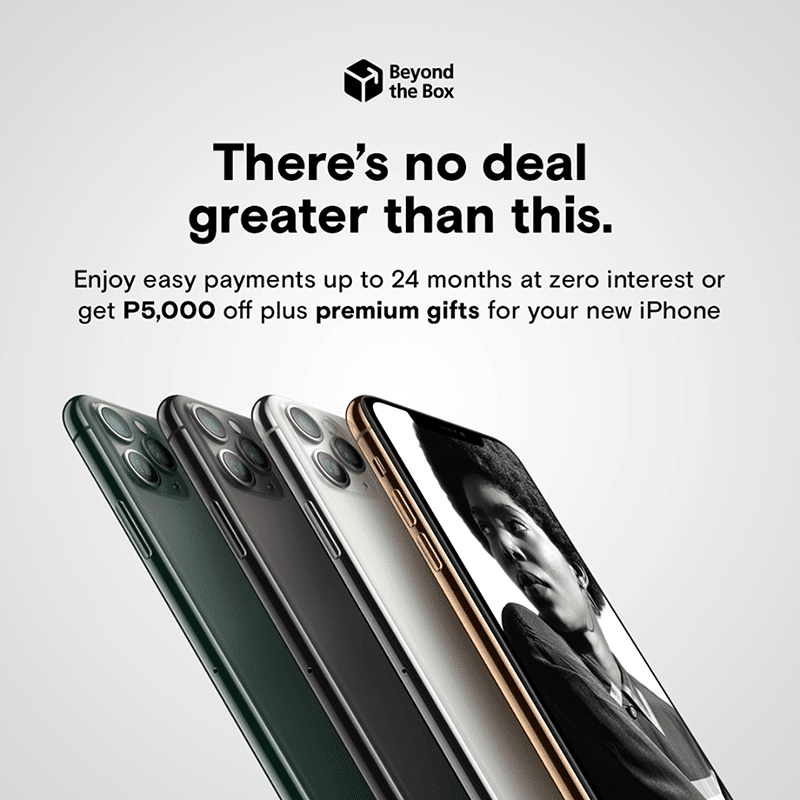 Beyond
the Box
There's no deal
greater than this.
Enjoy easy payments up to 24 months at zero interest or
get P5,000 off plus premium gifts for your new iPhone